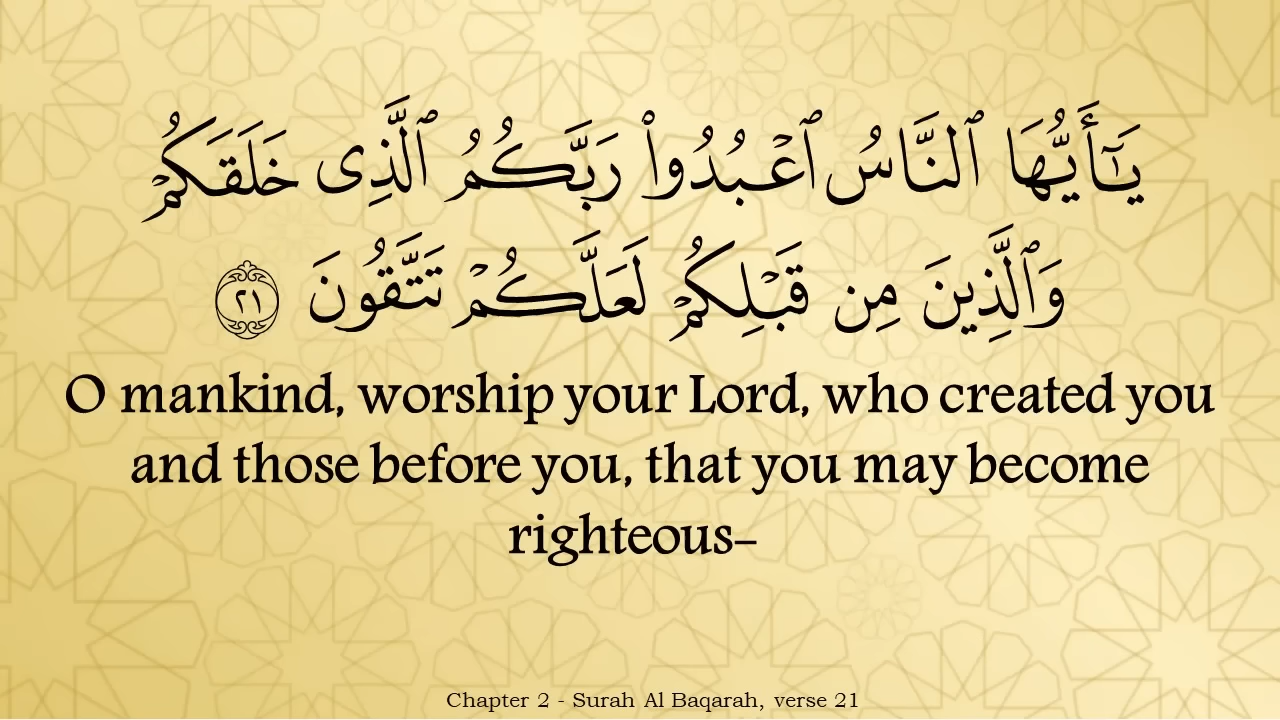 يَـٰٓأَيُّهَا ٱلنَّاسُ ٱعْبُدُوا۟ رَبَّكُمُ ٱلَّذِى خَلَقَكُمْ
وَٱلَّذِينَ مِن قَبْلِكُمْ لَعَلَّكُمْ تَتَّقُونَ ٢١
O mankind, worship your Lord, who created you
and those before you, that you may become
righteous-
Chapter 2 - Surah Al Baqarah, verse 21